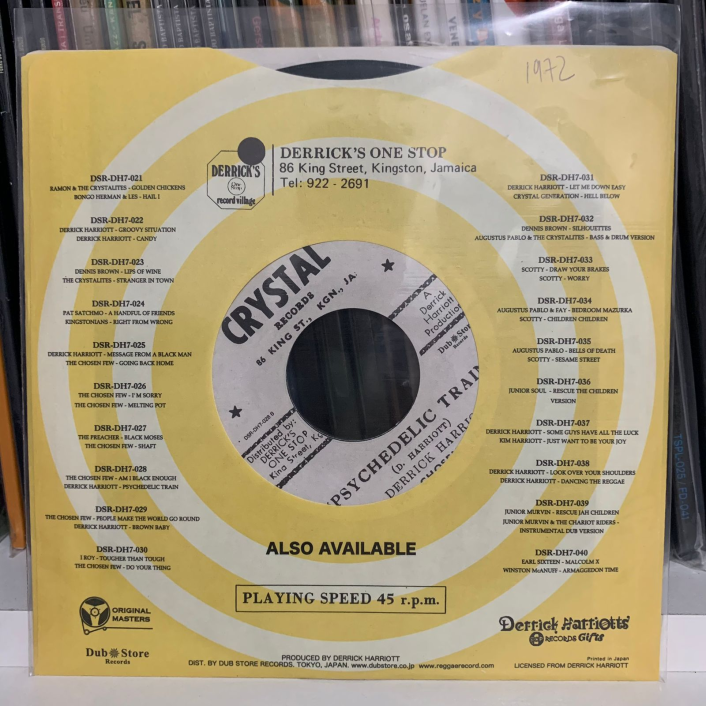 1972
DERRICK'S
One Stop
record village
DERRICK'S ONE STOP
86 King Street, Kingston, Jamaica
Tel: 922 - 2691
DSR-DH7-021
RAMON & THE CRYSTALITES - GOLDEN CHICKENS
BONGO HERMAN & LES - HAIL I
DSR-DH7-022
DERRICK HARRIOTT - GROOVY SITUATION
DERRICK HARRIOTT - CANDY
DSR-DH7-023
DENNIS BROWN - LIPS OF WINE
THE CRYSTALITES - STRANGER IN TOWN
DSR-DH7-024
PAT SATCHMO - A HANDFUL OF FRIENDS
KINGSTONIANS - RIGHT FROM WRONG
DSR-DH7-025
DERRICK HARRIOTT - MESSAGE FROM A BLACK MAN
THE CHOSEN FEW - GOING BACK HOME
DSR-DH7-026
THE CHOSEN FEW - I'M SORRY
THE CHOSEN FEW - MELTING POT
DSR-DH7-027
THE PREACHER - BLACK MOSES
THE CHOSEN FEW - SHAFT
DSR-DH7-028
THE CHOSEN FEW - AM I BLACK ENOUGH
DERRICK HARRIOTT - PSYCHEDELIC TRAIN
DSR-DH7-029
THE CHOSEN FEW - PEOPLE MAKE THE WORLD GO ROUND
DERRICK HARRIOTT - BROWN BABY
DSR-DH7-030
I ROY - TOUGHER THAN TOUGH
THE CHOSEN FEW - DO YOUR THING
CRYSTAL
RECORDS
86 KING ST., KGN., JA.
A
Derrick
Harriott
Production
Dub Store
Records
DSR-DH7-028 B
Distributed by:
DERRICK'S
ONE STOP
King Street, Kg
PSYCHEDELIC TRAIN
(D. HARRIOTT)
DERRICK HARRIO
CHOSEN
DSR-DH7-031
DERRICK HARRIOTT - LET ME DOWN EASY
CRYSTAL GENERATION - HELL BELOW
DSR-DH7-032
DENNIS BROWN - SILHOUETTES
AUGUSTUS PABLO & THE CRYSTALITES - BASS & DRUM VERSION
DSR-DH7-033
SCOTTY - DRAW YOUR BRAKES
SCOTTY - WORRY
DSR-DH7-034
AUGUSTUS PABLO & FAY - BEDROOM MAZURKA
SCOTTY - CHILDREN CHILDREN
DSR-DH7-035
AUGUSTUS PABLO - BELLS OF DEATH
SCOTTY - SESAME STREET
DSR-DH7-036
JUNIOR SOUL - RESCUE THE CHILDREN
VERSION
DSR-DH7-037
DERRICK HARRIOTT - SOME GUYS HAVE ALL THE LUCK
KIM HARRIOTT - JUST WANT TO BE YOUR JOY
DSR-DH7-038
DERRICK HARRIOTT - LOOK OVER YOUR SHOULDERS
DERRICK HARRIOTT - DANCING THE REGGAE
DSR-DH7-039
JUNIOR MURVIN - RESCUE JAH CHILDREN
JUNIOR MURVIN & THE CHARIOT RIDERS -
INSTRUMENTAL DUB VERSION
DSR-DH7-040
EARL SIXTEEN - MALCOLM X
WINSTON McANUFF - ARMAGGEDON TIME
ALSO AVAILABLE
PLAYING SPEED 45 r.p.m.
ORIGINAL
MASTERS
Dub Store
Records
Derrick Harriotts'
RECORDS Gifts
PRODUCED BY DERRICK HARRIOTT
DIST. BY DUB STORE RECORDS. TOKYO, JAPAN. www.dubstore.co.jp www.reggaerecord.com
Printed in Japan
LICENSED FROM DERRICK HARRIOTT